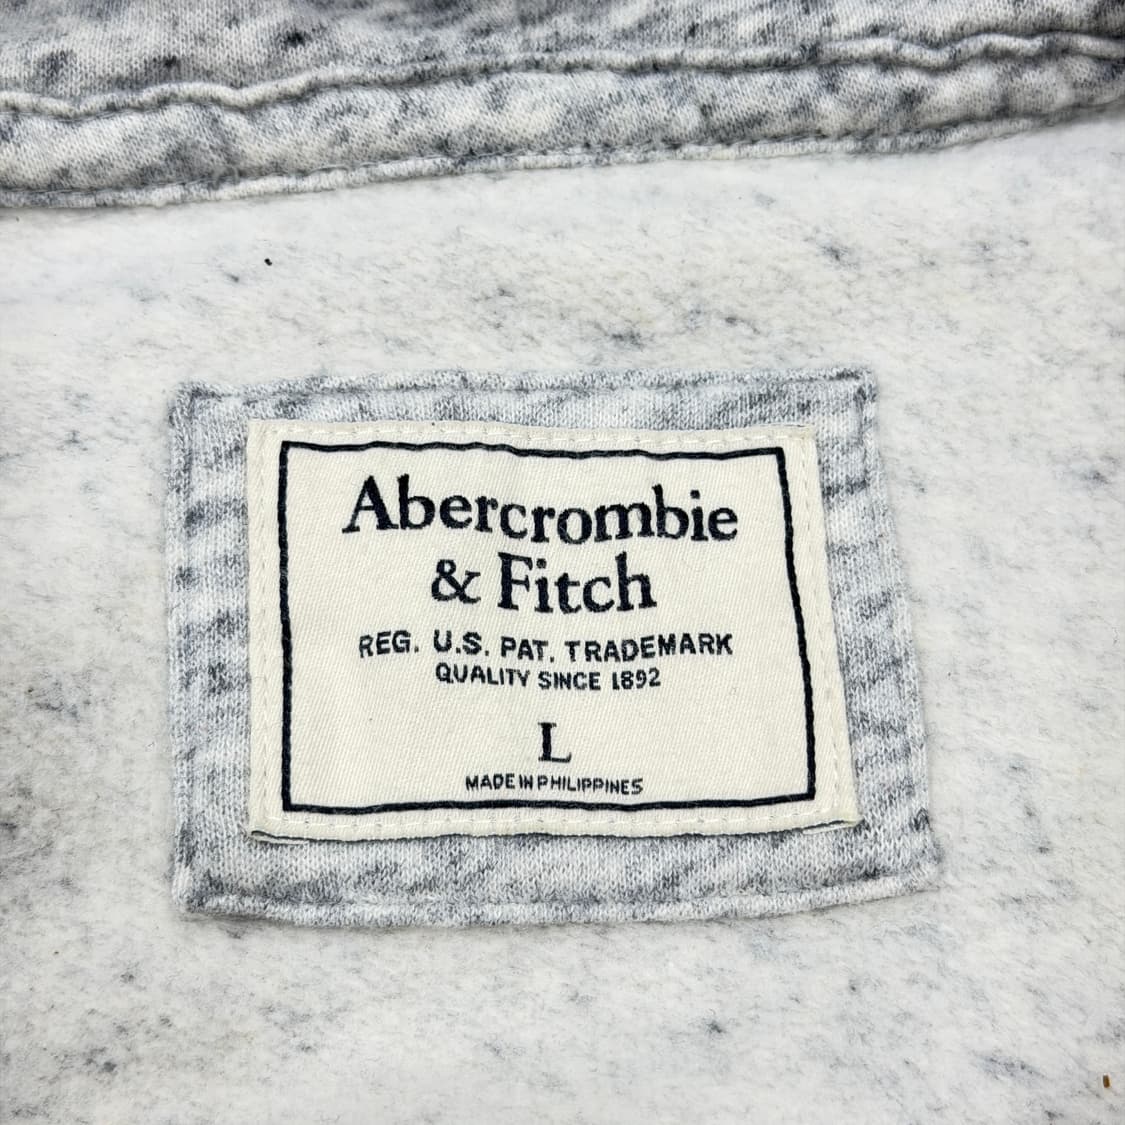 Abercrombie
& Fitch
REG. U.S. PAT. TRADEMARK
QUALITY SINCE 1892
L
MADE IN PHILIPPINES